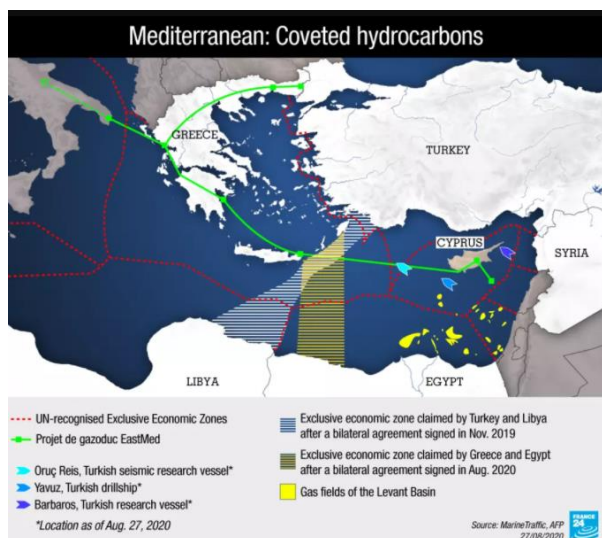 Mediterranean: Coveted hydrocarbons
GREECE
TURKEY
CYPRUS
SYRIA
LIBYA
EGYPT
UN-recognised Exclusive Economic Zones
Projet de gazoduc EastMed
Oruç Reis, Turkish seismic research vessel*
Yavuz, Turkish drillship*
Barbaros, Turkish research vessel*
*Location as of Aug. 27, 2020
Exclusive economic zone claimed by Turkey and Libya
after a bilateral agreement signed in Nov. 2019
Exclusive economic zone claimed by Greece and Egypt
after a bilateral agreement signed in Aug. 2020
Gas fields of the Levant Basin
Source: MarineTraffic, AFP
27/08/2020
FRANCE
24